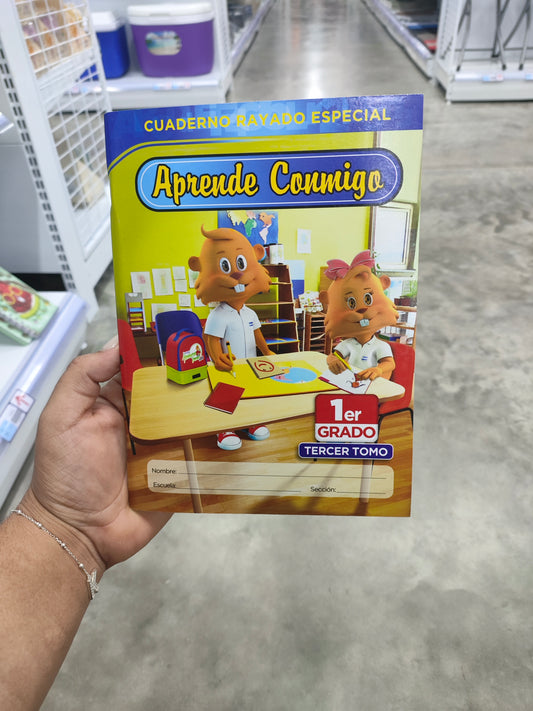 CUADERNO RAYADO ESPECIAL
Aprende Conmigo
1er
GRADO
TERCER TOMO
Nombre:
Escuela: Sección: